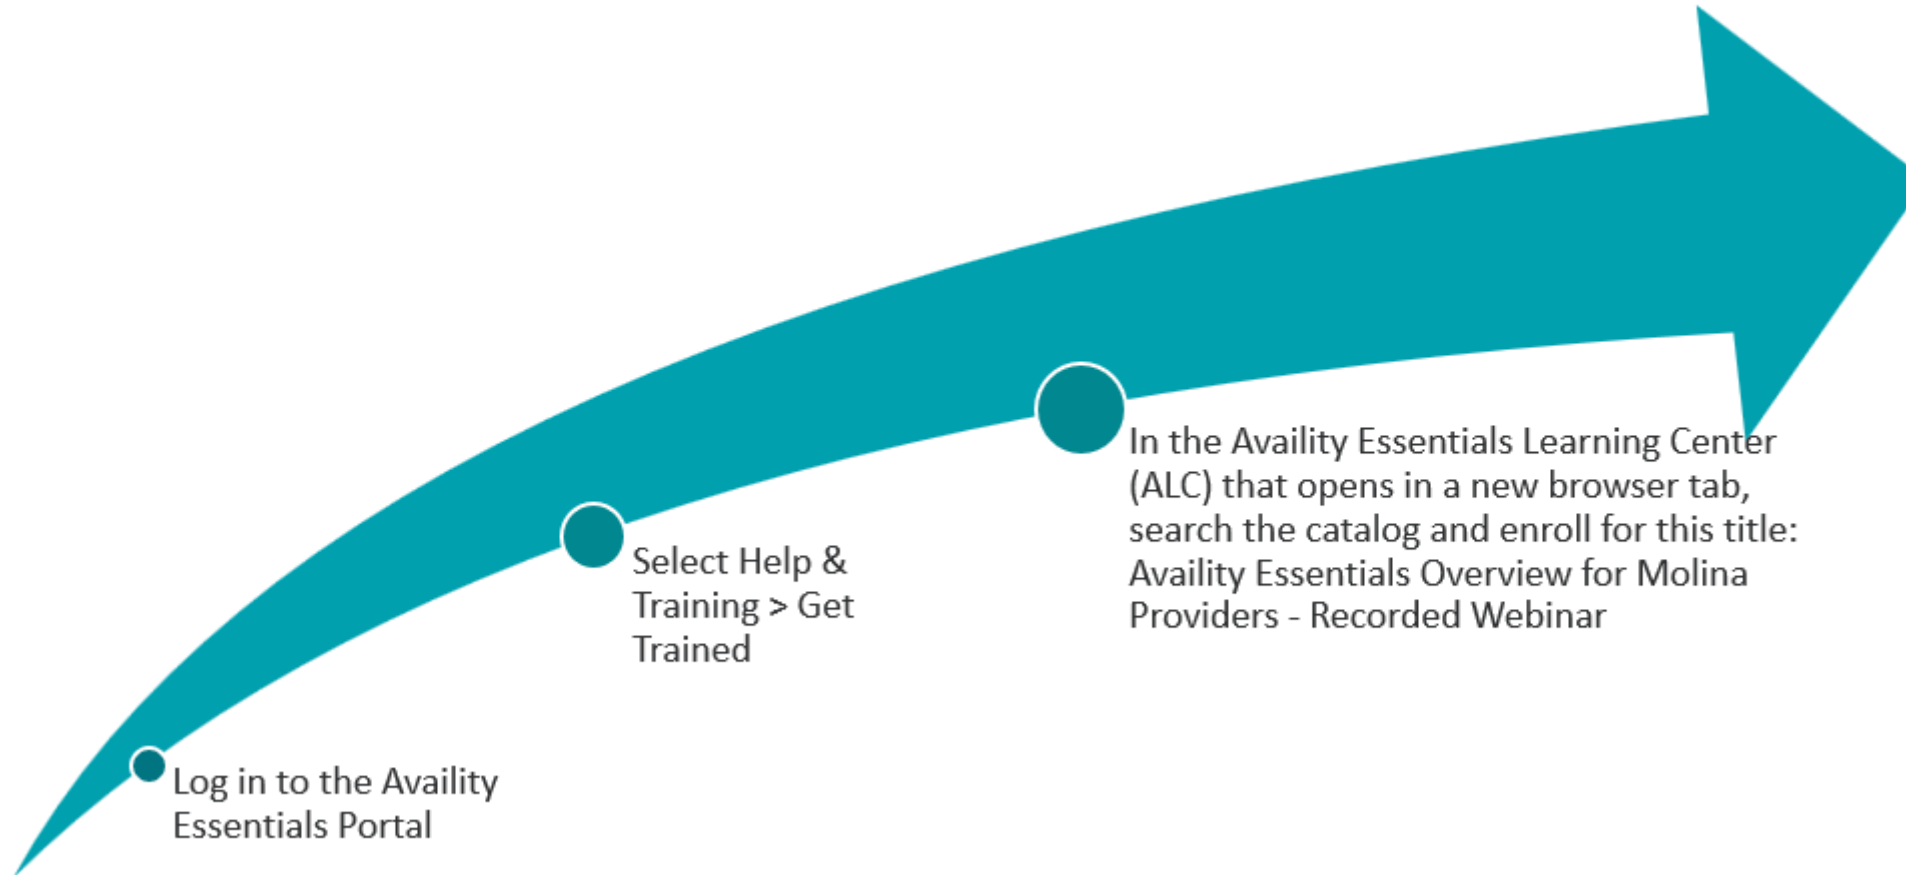 Log in to the Availity
Essentials Portal
Select Help &
Training > Get
Trained
In the Availity Essentials Learning Center
(ALC) that opens in a new browser tab,
search the catalog and enroll for this title:
Availity Essentials Overview for Molina
Providers - Recorded Webinar